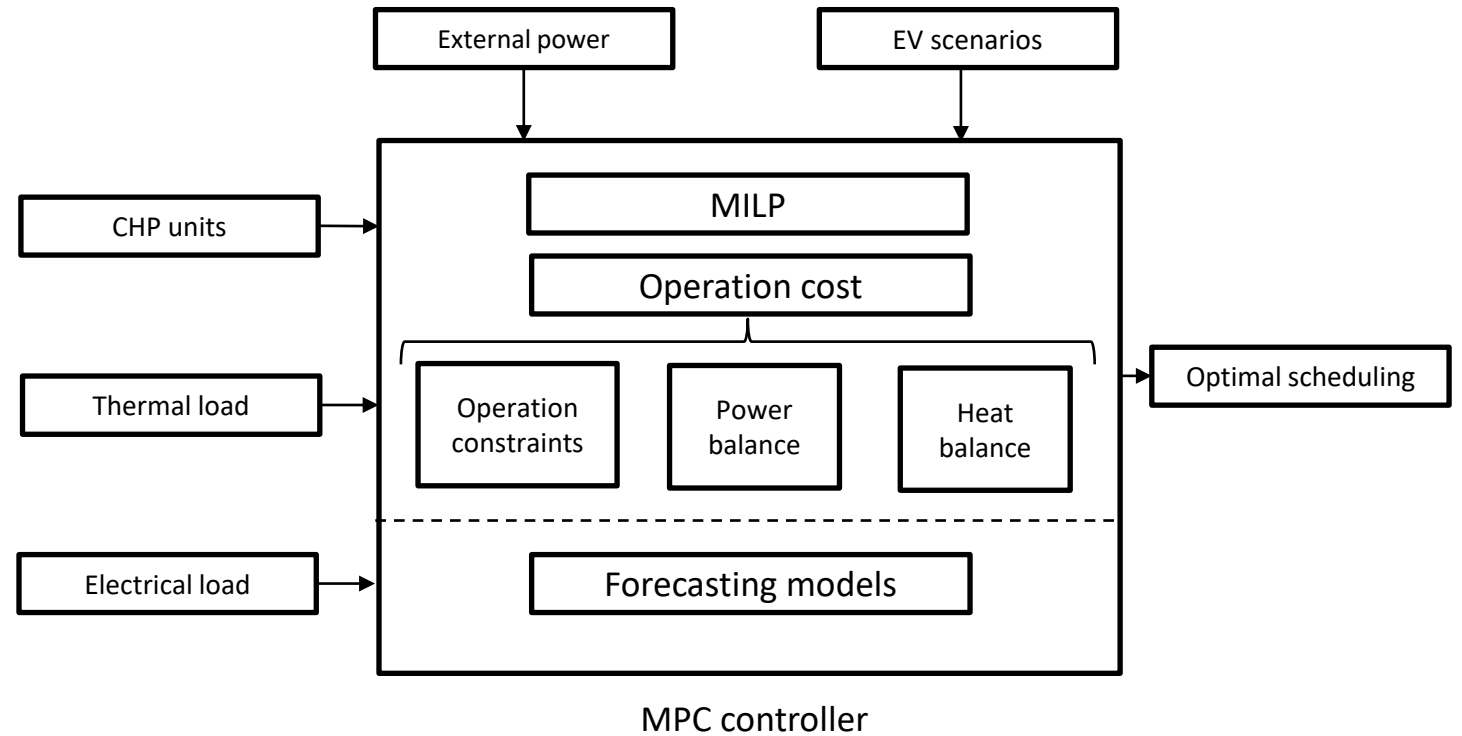 External power
EV scenarios
CHP units
MILP
Operation cost
Thermal load
Operation
constraints
Power
balance
Heat
balance
Optimal scheduling
Electrical load
Forecasting models
MPC controller